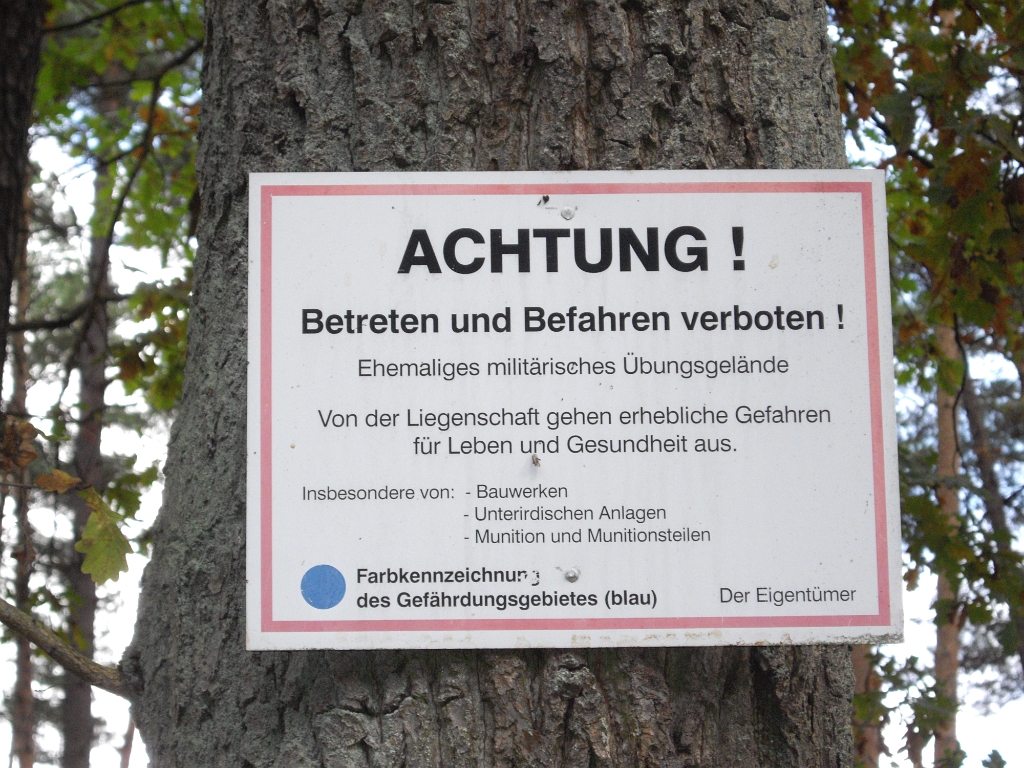 ACHTUNG !
Betreten und Befahren verboten !
Ehemaliges militärisches Übungsgelände
Von der Liegenschaft gehen erhebliche Gefahren
für Leben und Gesundheit aus.
Insbesondere von: - Bauwerken
- Unterirdischen Anlagen
- Munition und Munitionsteilen
Farbkennzeichnung
des Gefährdungsgebietes (blau)
Der Eigentümer